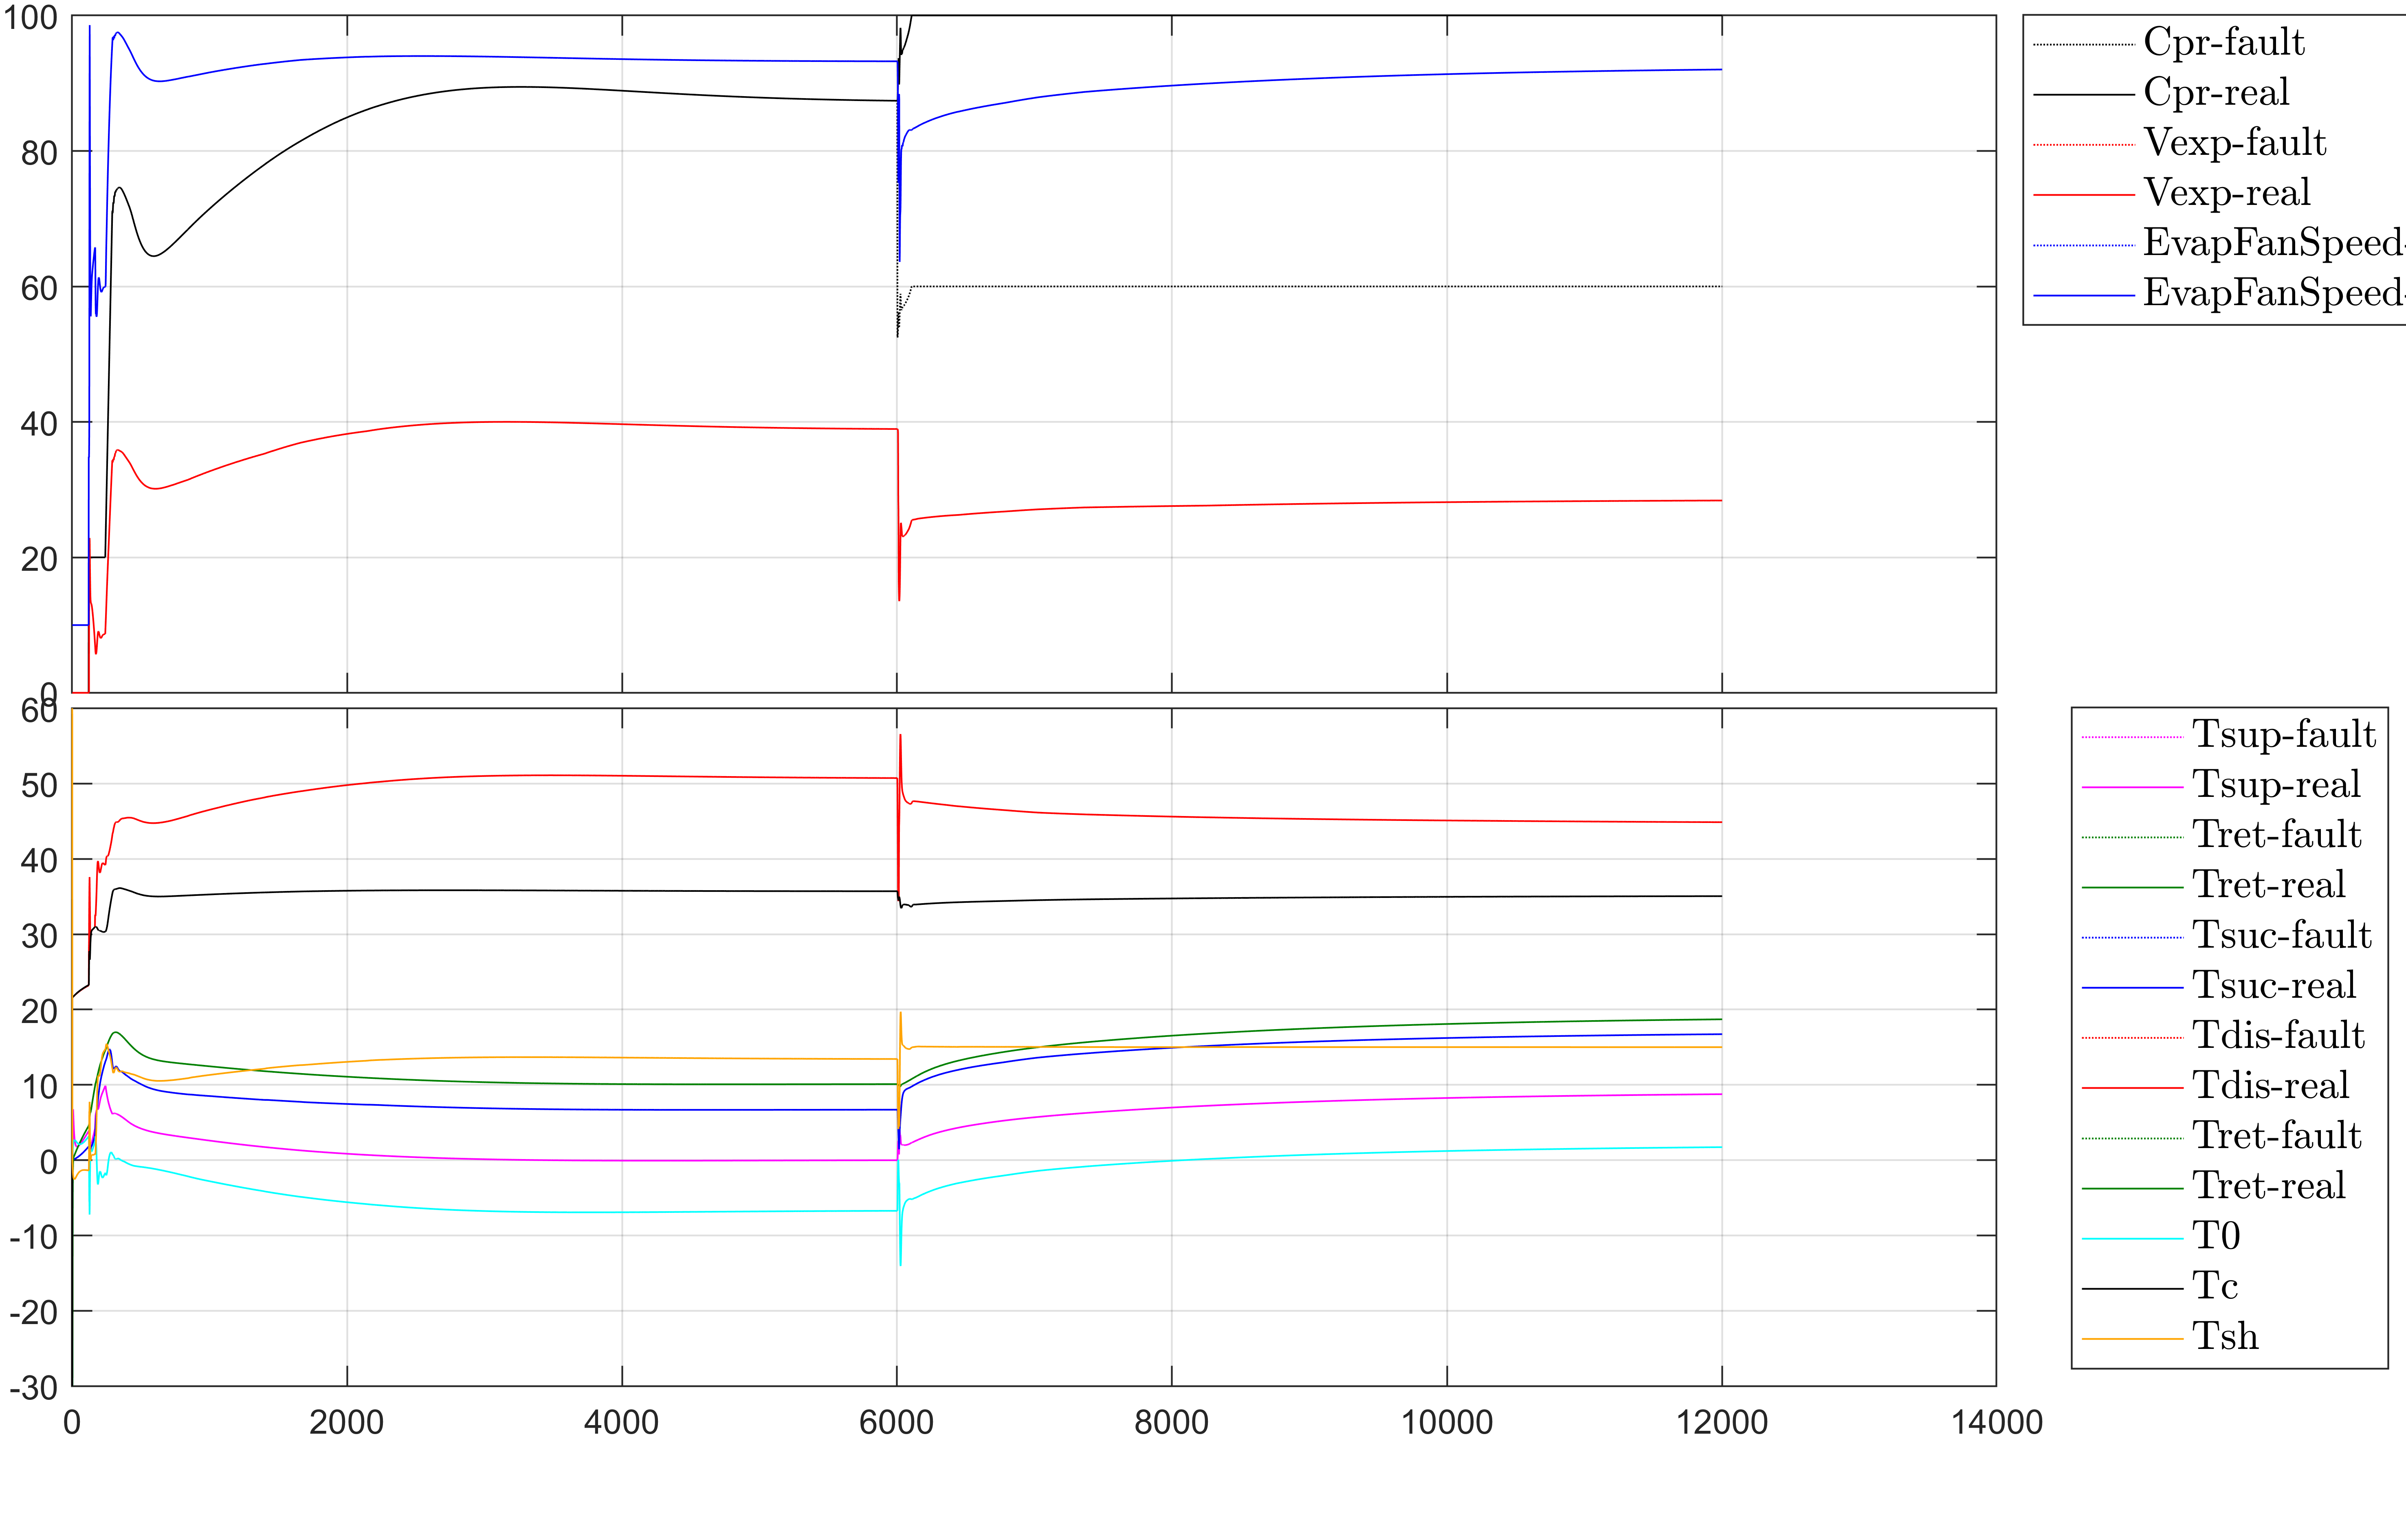 100
80
60
40
20
0
Cpr-fault
Cpr-real
Vexp-fault
Vexp-real
EvapFanSpeed-
EvapFanSpeed-
60
50
40
30
20
10
0
-10
-20
-30
0 2000 4000 6000 8000 10000 12000 14000
Tsup-fault
Tsup-real
Tret-fault
Tret-real
Tsuc-fault
Tsuc-real
Tdis-fault
Tdis-real
Tret-fault
Tret-real
T0
Tc
Tsh